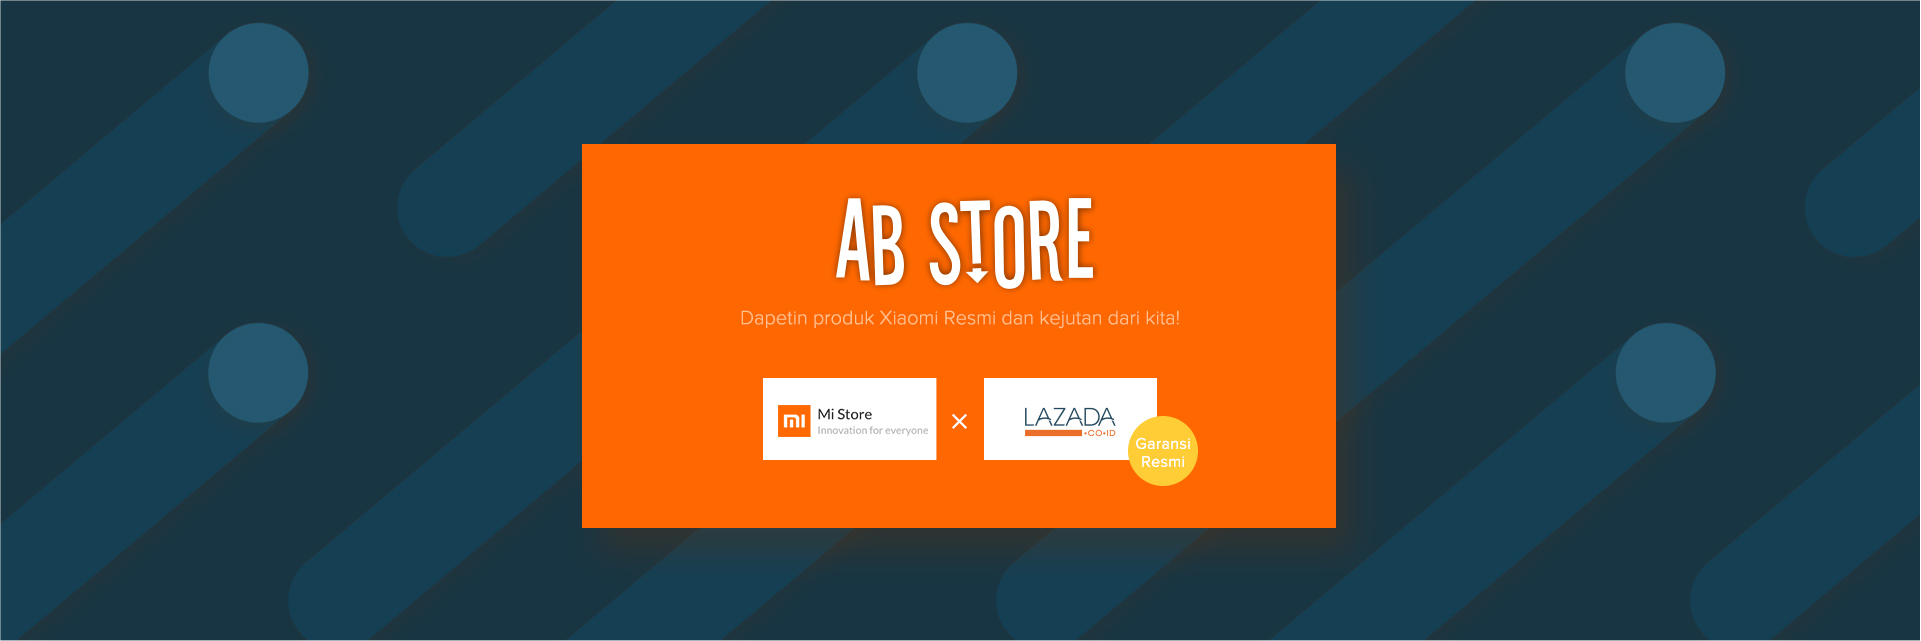 AB STORE
Dapetin produk Xiaomi Resmi dan kejutan dari kita!
mi Mi Store
Innovation for everyone
×
LAZADA
•CO•ID
Garansi
Resmi